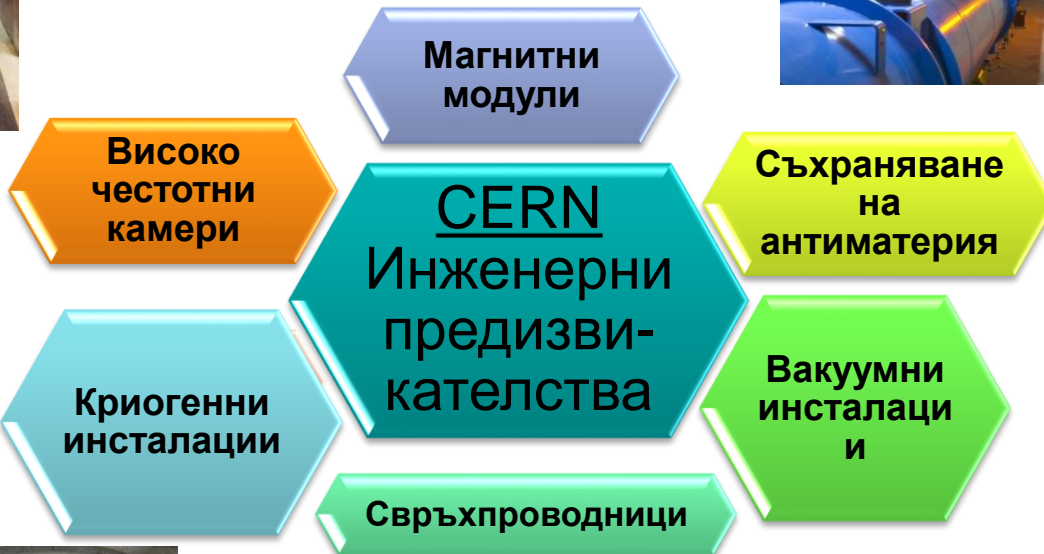 Магнитни
модули
Високо
честотни
камери
Съхраняване
на
антиматерия
CERN
Инженерни
предизви-
кателства
Криогенни
инсталации
Вакуумни
инсталаци
и
Свръхпроводници